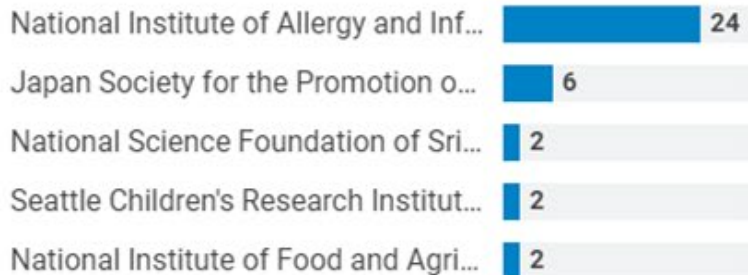 National Institute of Allergy and Inf... 24
Japan Society for the Promotion o... 6
National Science Foundation of Sri... 2
Seattle Children's Research Institut... 2
National Institute of Food and Agri... 2